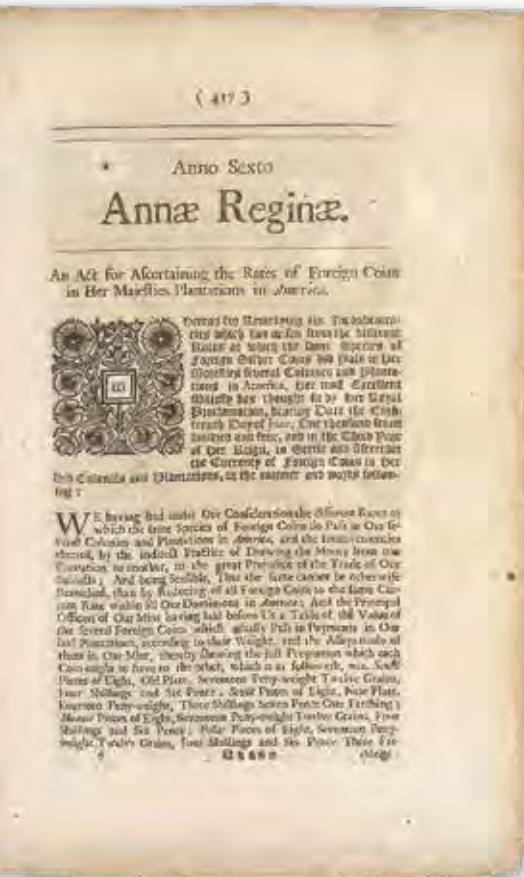 ( 417 )
Anno Sexto
Annæ Reginæ.
An Act for Ascertaining the Rates of Foreign Coins
in Her Majesties Plantations in America.
Hereas for Remedying the Inconvenien-
cies which had arisen from the different
Rates at which the same Species of
Foreign Silver Coins did Pass in Her
Majesties several Colonies and Planta-
tions in America, Her most Excellent
Majesty has thought fit by Her Royal
Proclamation, bearing Date the Eigh-
teenth Day of June, One thousand seven
hundred and four, and in the Third Year
of Her Reign, to Settle and Ascertain
the Currency of Foreign Coins in Her
said Colonies and Plantations, in the manner and words follow-
ing;
WE having had under Our Consideration the different Rates at
which the same Species of Foreign Coins do Pass in Our se-
veral Colonies and Plantations in America, and the Inconveniencies
thereof, by the indirect Practice of Drawing the Money from one
Plantation to another, to the great Prejudice of the Trade of Our
Subjects; And being Sensible, That the same cannot be otherwise
Remedied, than by Reducing of all Foreign Coins to the same Cur-
rent Rate within all Our Dominions in America; And the Principal
Officers of Our Mint having laid before Us a Table of the Value of
the several Foreign Coins which usually Pass in Payments in Our
said Plantations, according to their Weight, and the Assays made of
them in Our Mint, thereby shewing the just Proportion which each
Coin ought to have to the other, which is as followeth, viz. Sevill
Pieces of Eight, Old Plate, Seventeen Peny-weight Twelve Grains,
Four Shillings and Six Pence; Sevill Pieces of Eight, New Plate,
Fourteen Peny-weight, Three Shillings Seven Pence One Farthing;
Mexico Pieces of Eight, Seventeen Peny-weight Twelve Grains, Four
Shillings and Six Pence; Pillar Pieces of Eight, Seventeen Peny-
weight Twelve Grains, Four Shillings and Six Pence Three Far-
things